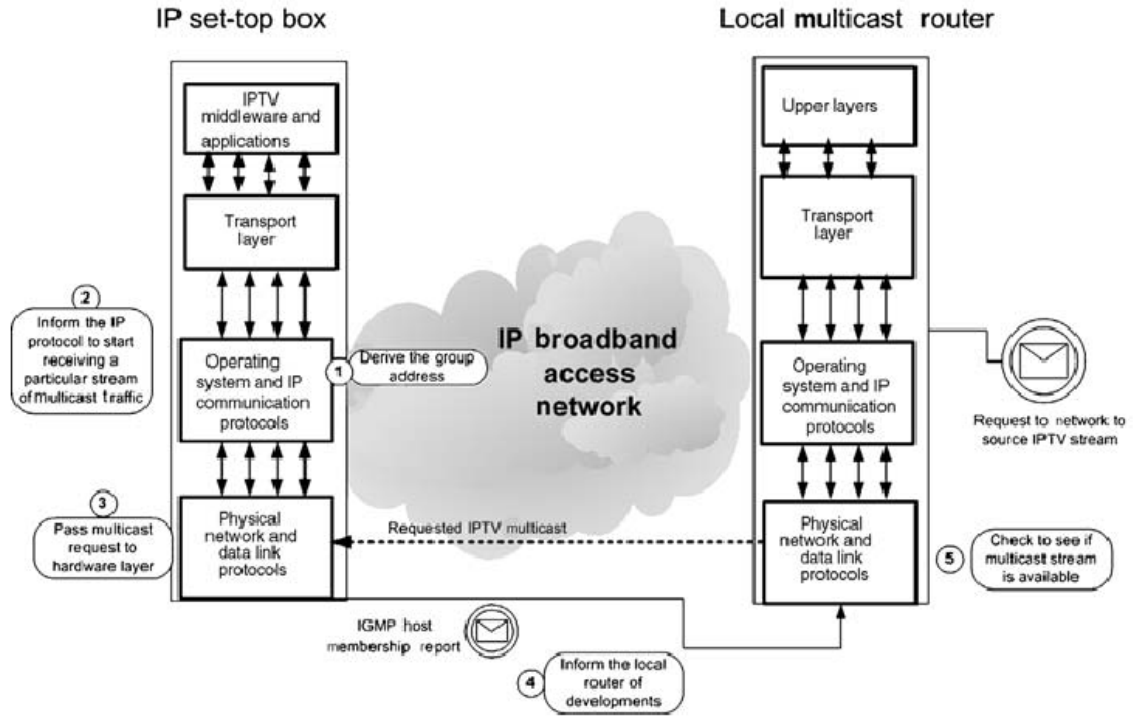 IP set-top box
Local multicast router
IPTV
middleware and
applications
Transport
layer
2
Inform the IP
protocol to start
receiving a
particular stream
of multicast traffic
Operating
system and IP
communication
protocols
1
Derive the group
address
3
Pass multicast
request to
hardware layer
Physical
network and
data link
protocols
IP broadband
access
network
Requested IPTV multicast
IGMP host
membership report
4
Inform the local
router of
developments
Upper layers
Transport
layer
Operating
system and IP
communication
protocols
Physical
network and
data link
protocols
Request to network to
source IPTV stream
5
Check to see if
multicast stream
is available